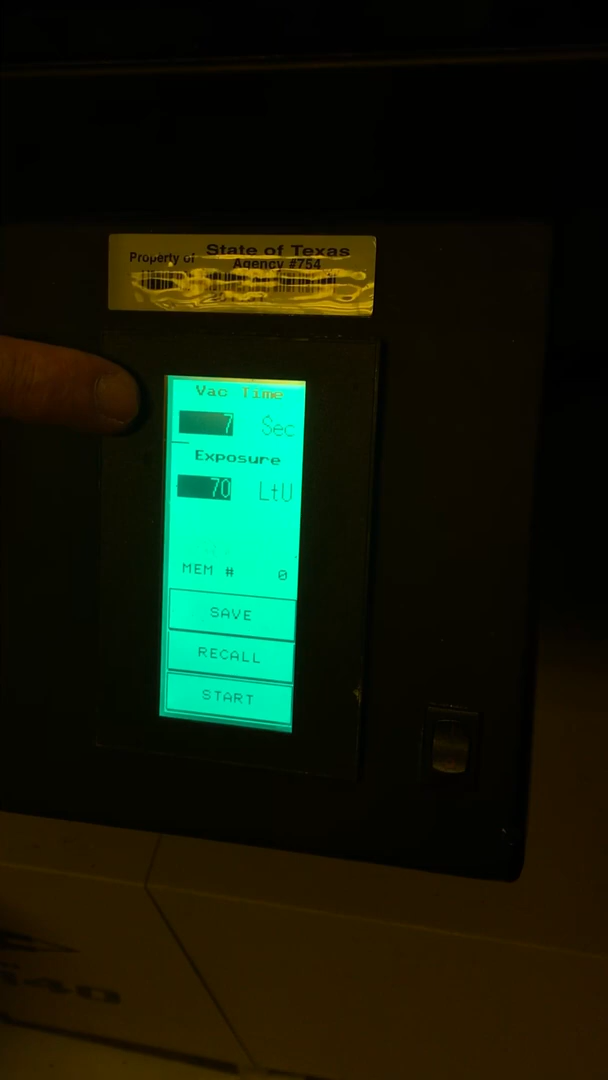 Property of State of Texas
Agency #754
Vac Time
7 Sec
Exposure
70 LtU
MEM # 0
SAVE
RECALL
START